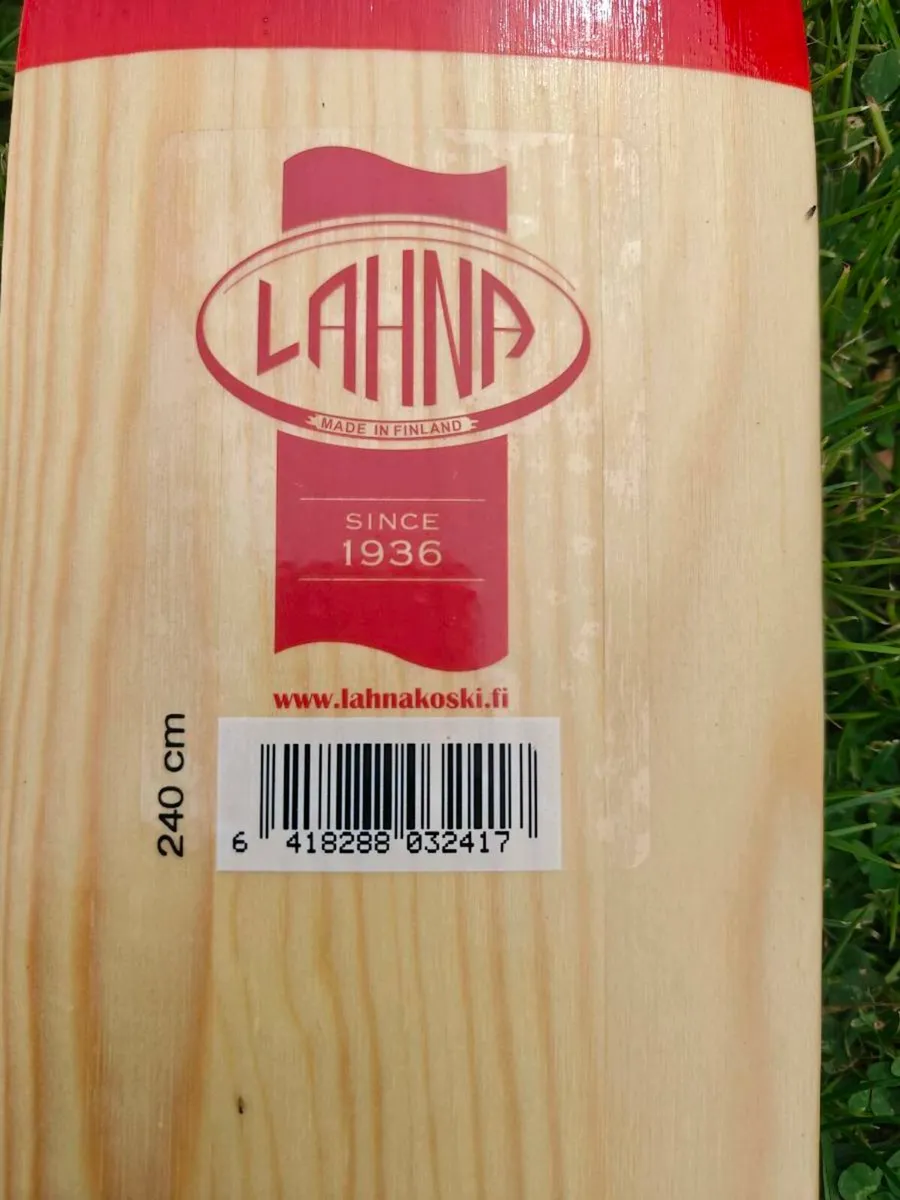 LAHNA
MADE IN FINLAND
SINCE
1936
www.lahnakoski.fi
240 cm
6 418288 032417